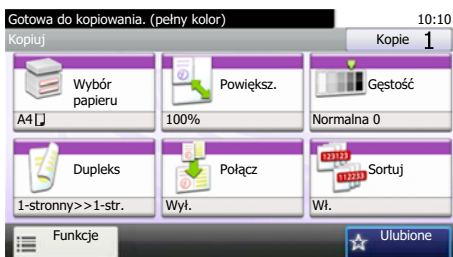 Gotowa do kopiowania. (pełny kolor) 10:10
Kopiuj Kopie 1
Wybór papieru
Powiększ.
Gęstość
A4 100% Normalna 0
Dupleks
Połącz
123123
112233
Sortuj
1-stronny>>1-str. Wył. Wł.
Funkcje Ulubione